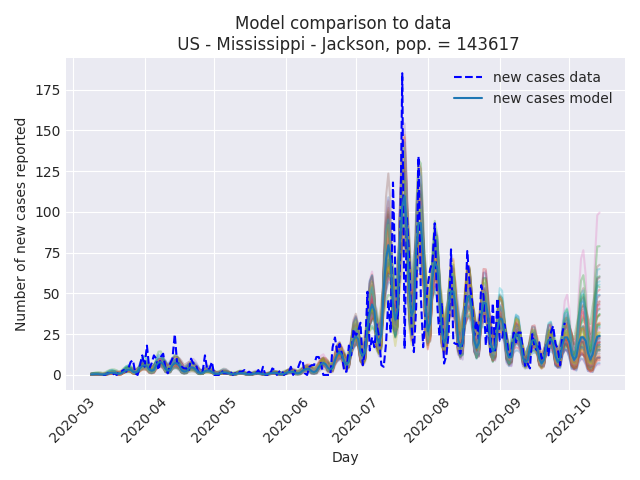 Model comparison to data
US - Mississippi - Jackson, pop. = 143617
new cases data
new cases model
Number of new cases reported
175
150
125
100
75
50
25
0
2020-03
2020-04
2020-05
2020-06
2020-07
2020-08
2020-09
2020-10
Day